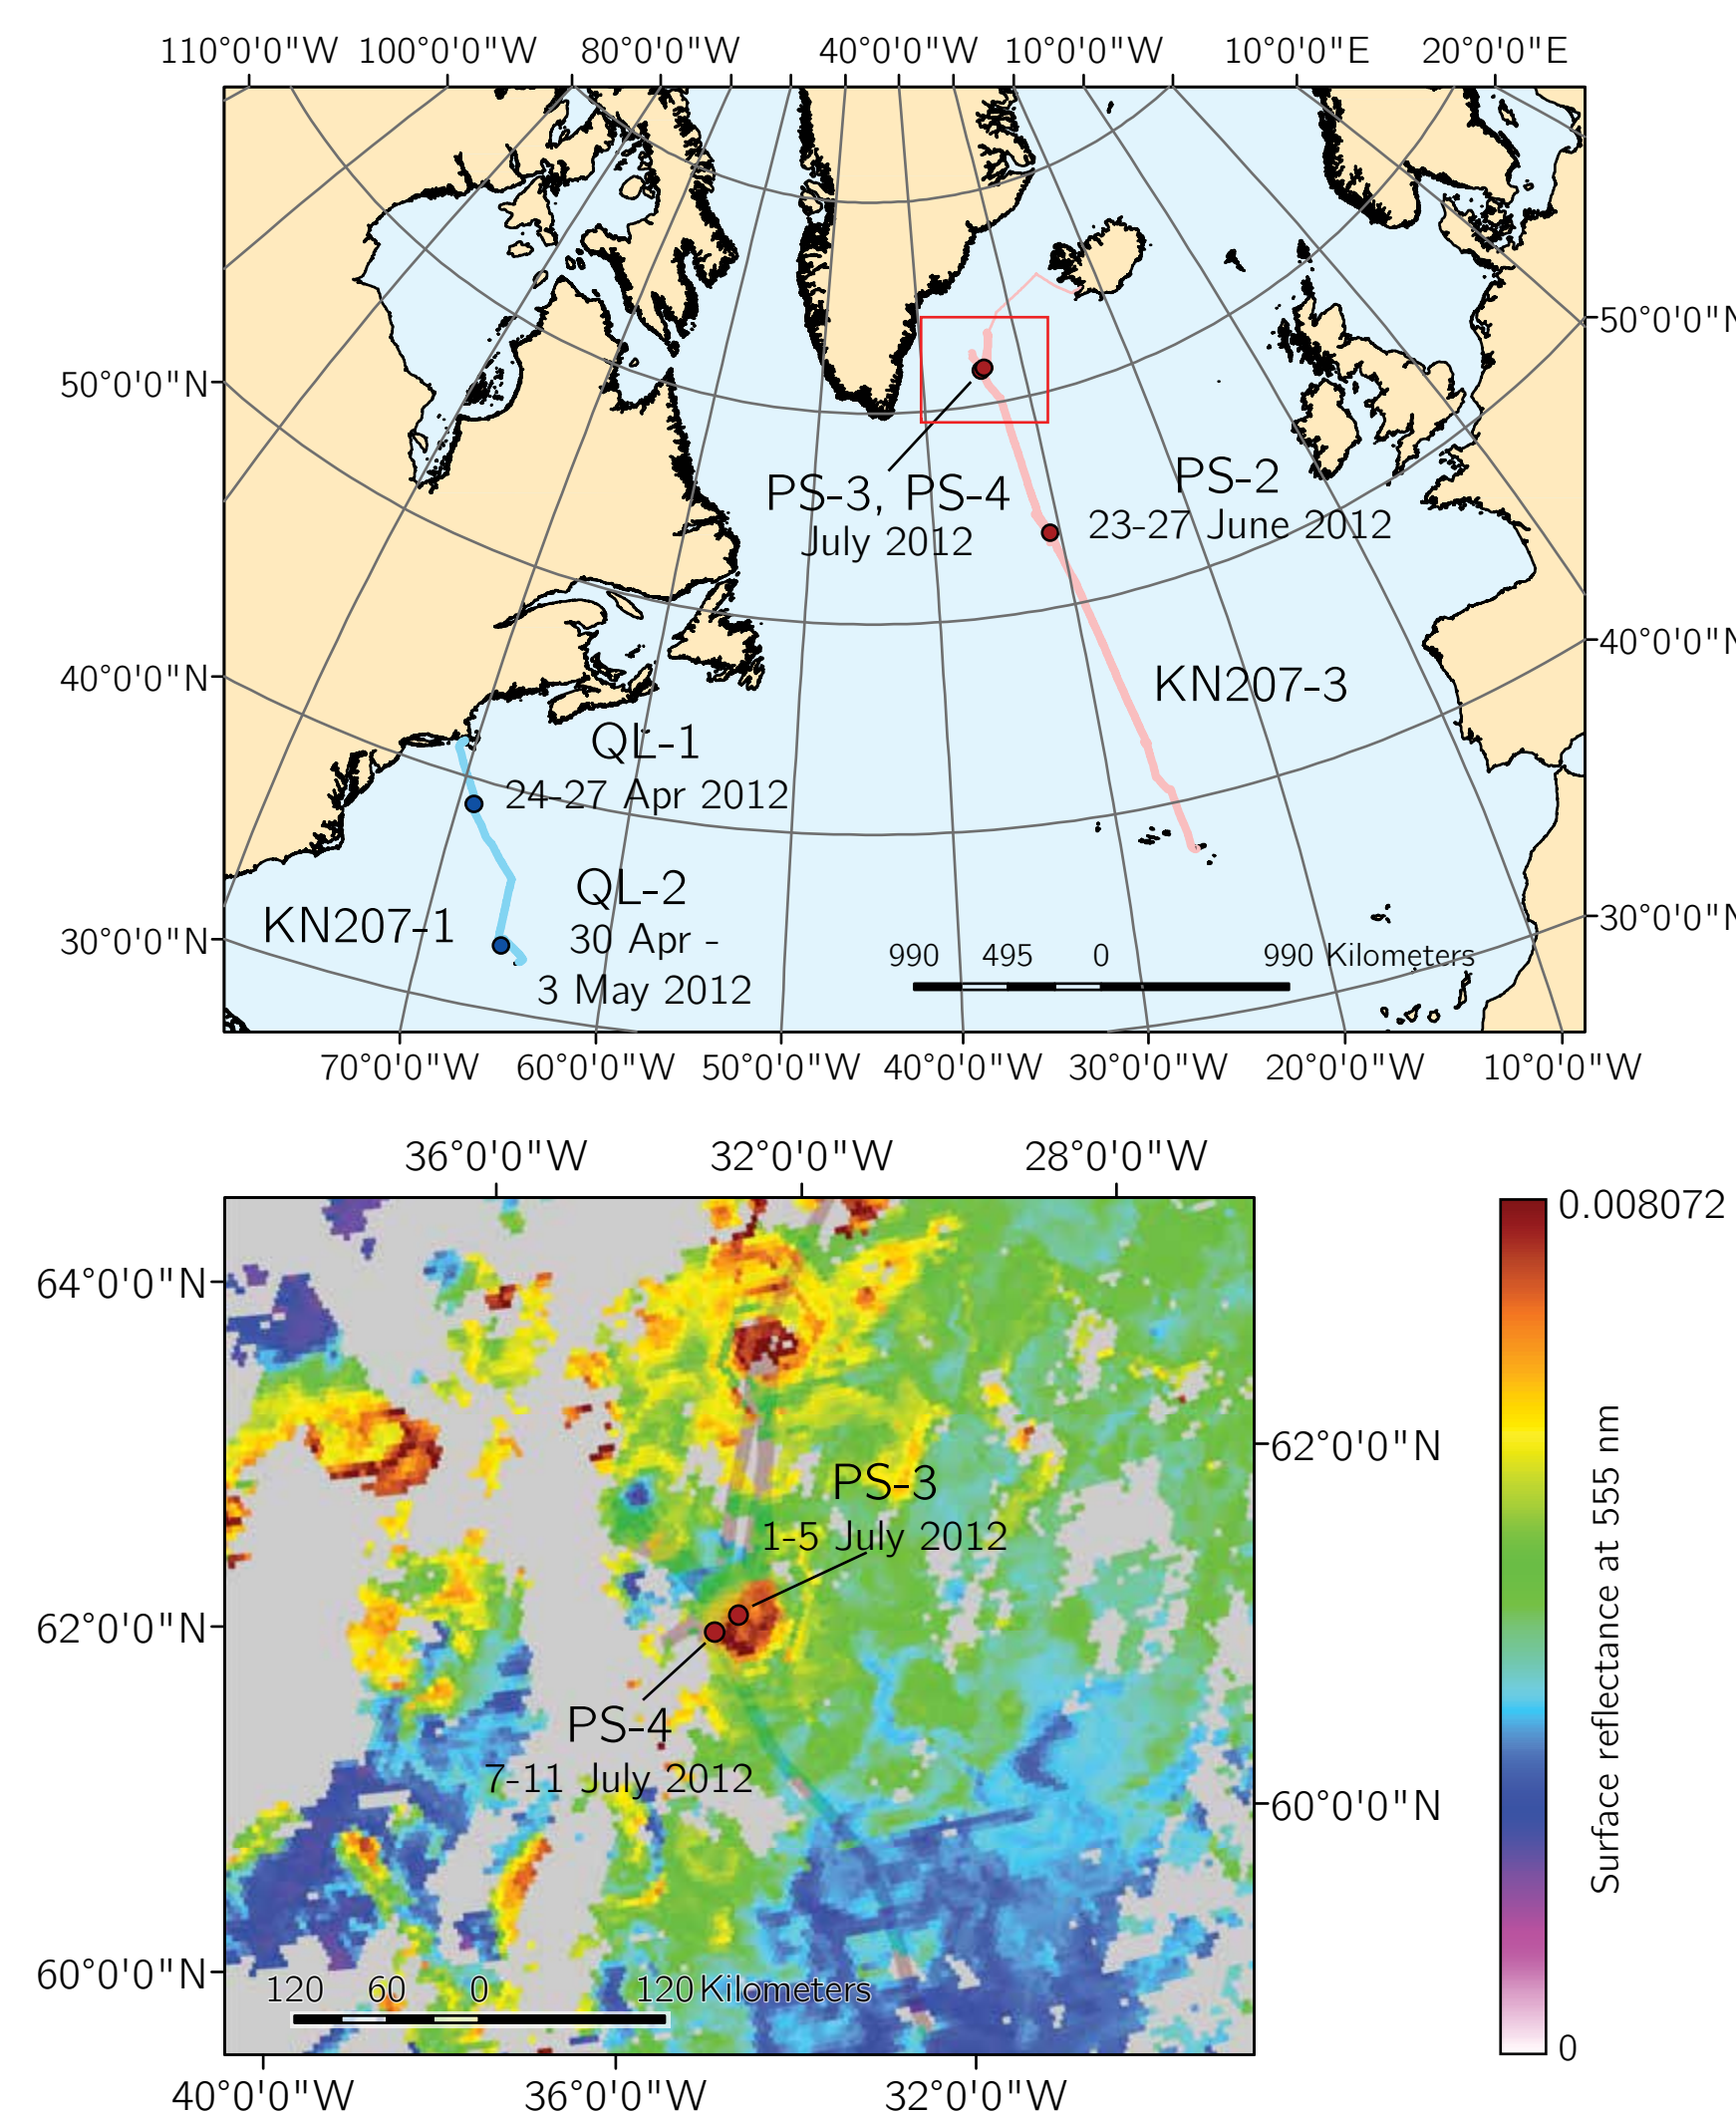 110°0'0"W 100°0'0"W 80°0'0"W 40°0'0"W 10°0'0"W 10°0'0"E 20°0'0"E
50°0'0"N
50°0'0"N
PS-2
PS-3, PS-4
23-27 June 2012
July 2012
40°0'0"N
40°0'0"N
KN207-3
QL-1
24-27 Apr 2012
QL-2
KN207-1
30°0'0"N
30°0'0"N
30 Apr -
3 May 2012
990 495 0 990 Kilometers
70°0'0"W 60°0'0"W 50°0'0"W 40°0'0"W 30°0'0"W 20°0'0"W 10°0'0"W
36°0'0"W 32°0'0"W 28°0'0"W
0.008072
64°0'0"N
62°0'0"N
PS-3
1-5 July 2012
62°0'0"N
PS-4
7-11 July 2012
60°0'0"N
Surface reflectance at 555 nm
60°0'0"N
120 60 0 120 Kilometers
0
40°0'0"W 36°0'0"W 32°0'0"W